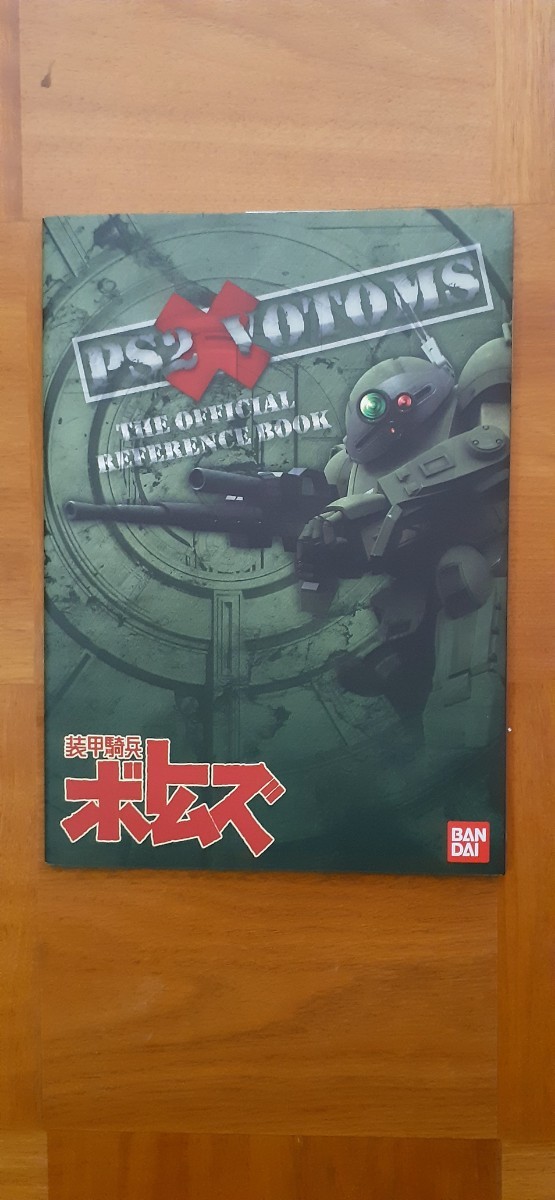 PS2 X VOTOMS
THE OFFICIAL
REFERENCE BOOK
装甲騎兵
ボトムズ
BAN
DAI